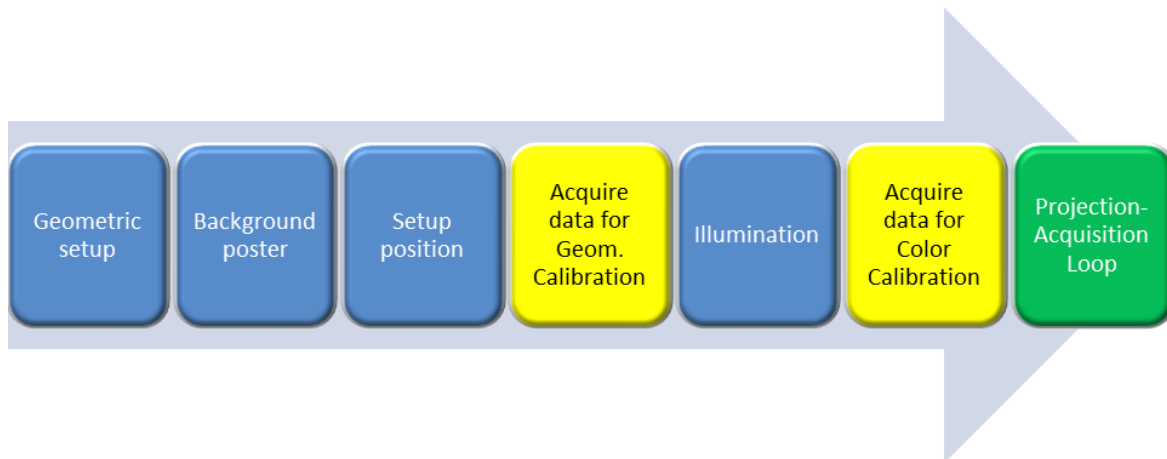 Geometric
setup
Background
poster
Setup
position
Acquire
data for
Geom.
Calibration
Illumination
Acquire
data for
Color
Calibration
Projection-
Acquisition
Loop